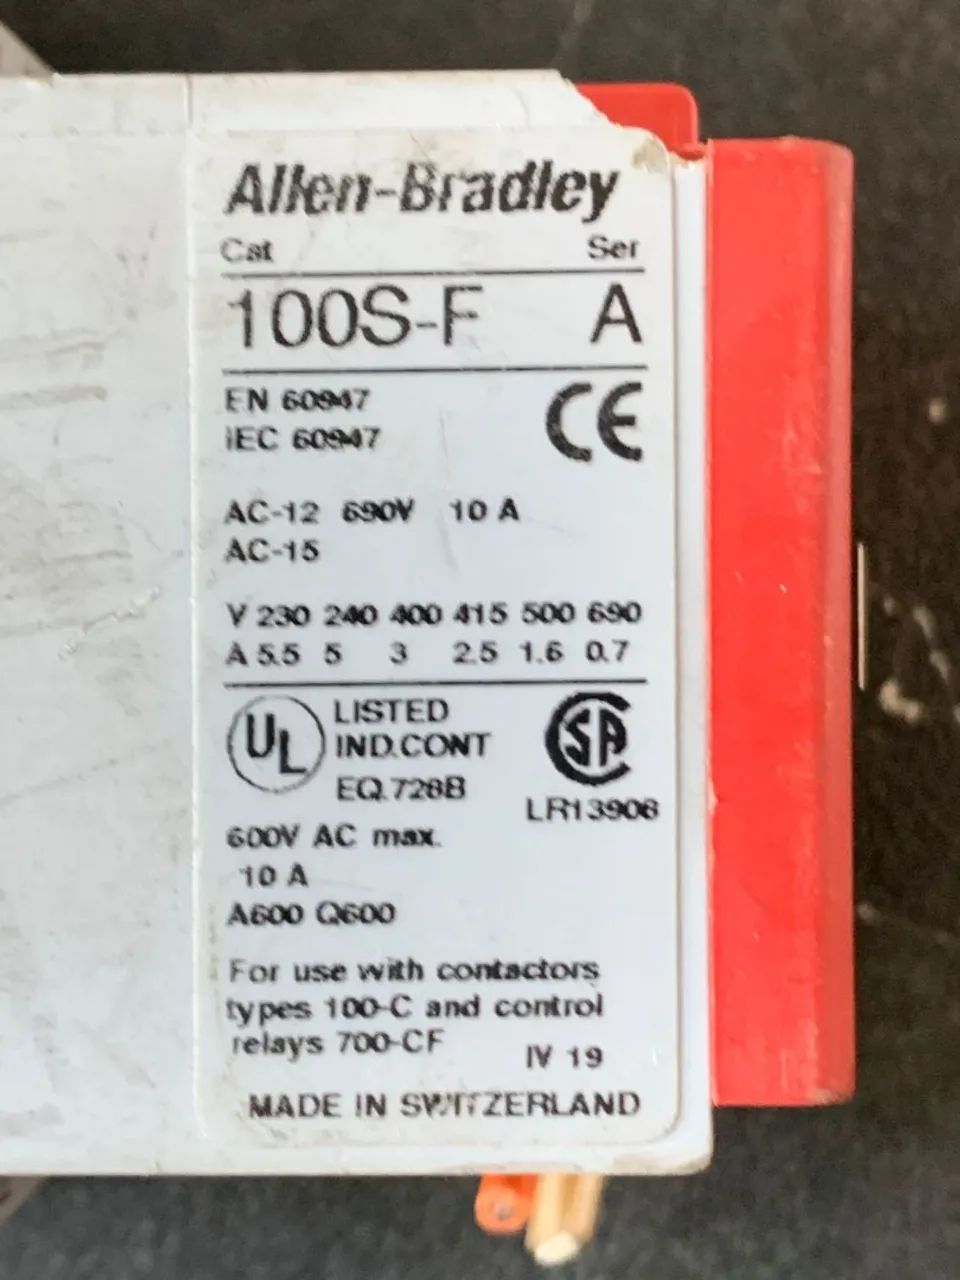 Allen-Bradley
Cat Ser
100S-F A
EN 60947
IEC 60947
CE
AC-12 690V 10 A
AC-15
V 230 240 400 415 500 690
A 5.5 5 3 2.5 1.6 0.7
UL LISTED
IND.CONT
EQ.728B
SA
LR13908
600V AC max.
10 A
A600 Q600
For use with contactors
types 100-C and control
relays 700-CF
IV 19
MADE IN SWITZERLAND